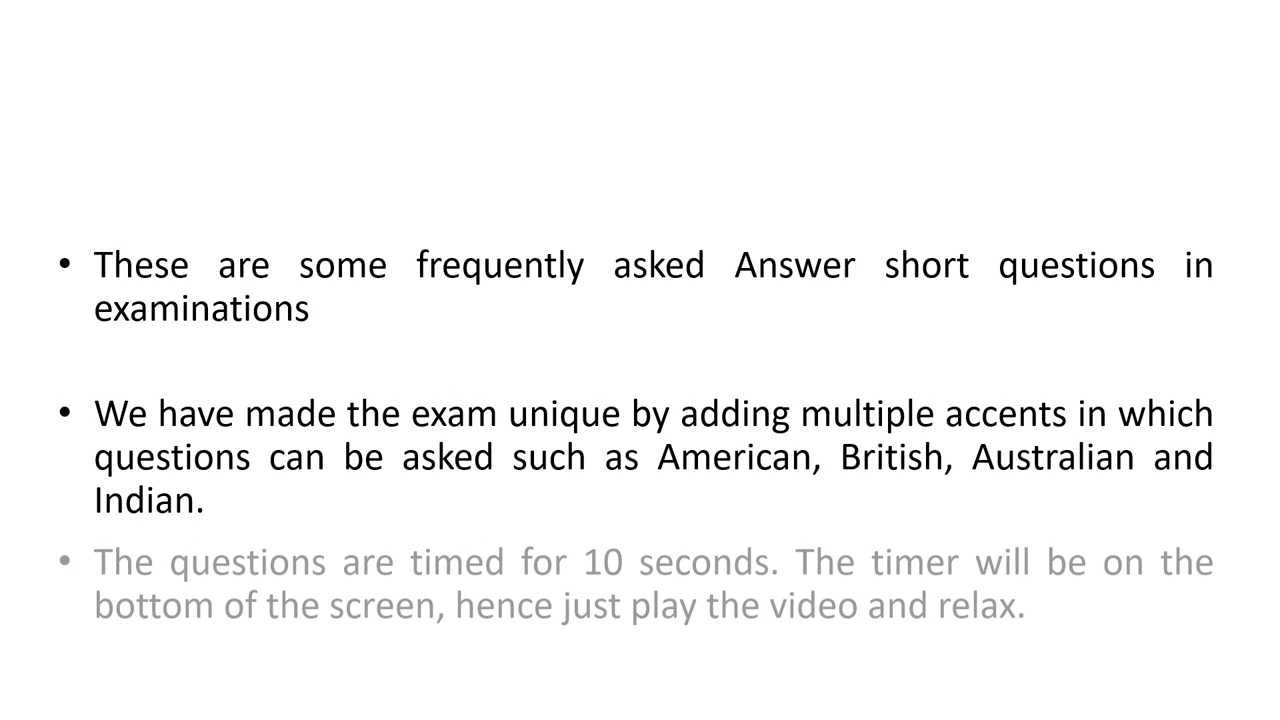 • These are some frequently asked Answer short questions in
examinations
• We have made the exam unique by adding multiple accents in which
questions can be asked such as American, British, Australian and
Indian.
• The questions are timed for 10 seconds. The timer will be on the
bottom of the screen, hence just play the video and relax.